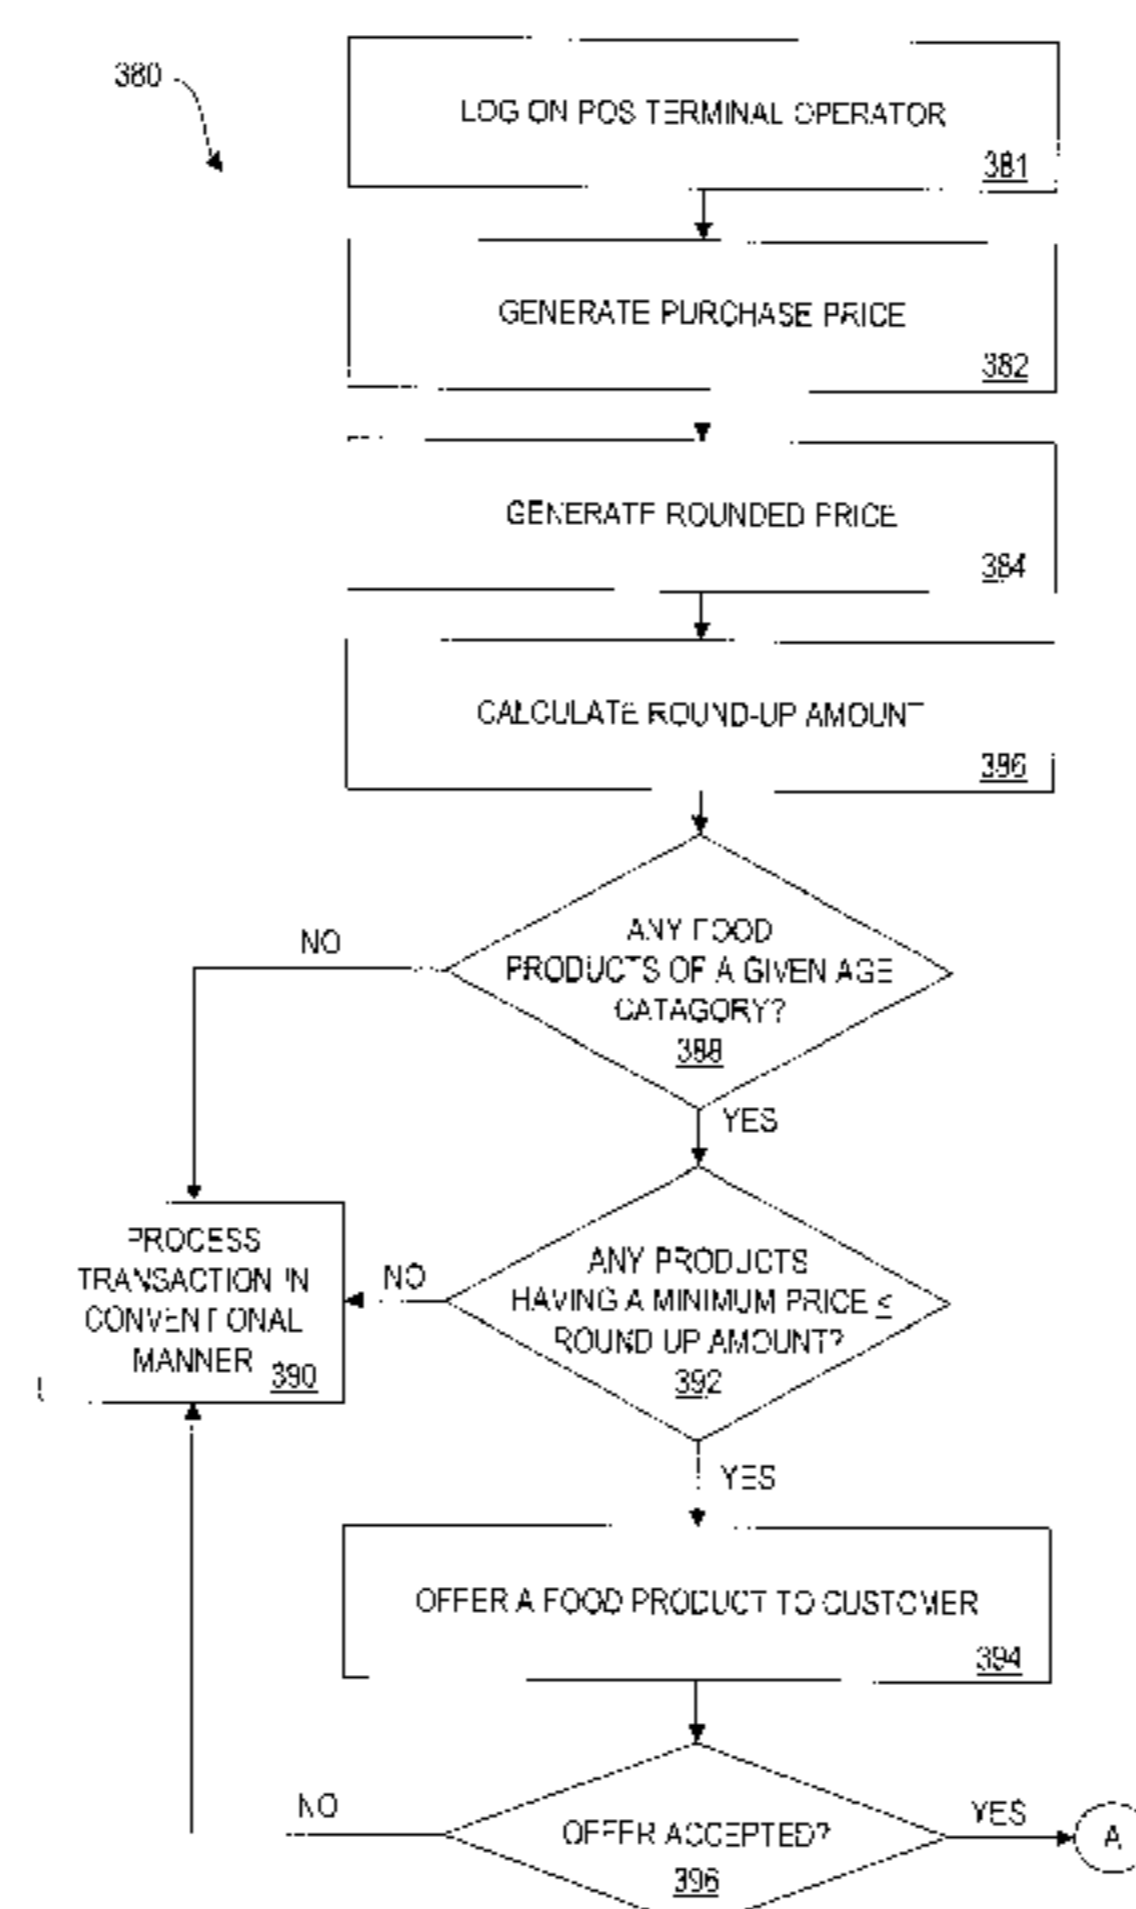 380
LOG ON POS TERMINAL OPERATOR
381
GENERATE PURCHASE PRICE
382
GENERATE ROUNDED PRICE
384
CALCULATE ROUND-UP AMOUNT
386
NO
ANY FOOD
PRODUCTS OF A GIVEN AGE
CATAGORY?
388
YES
PROCESS
TRANSACTION IN
CONVENTIONAL
MANNER
390
NO
ANY PRODUCTS
HAVING A MINIMUM PRICE ≤
ROUND UP AMOUNT?
392
YES
OFFER A FOOD PRODUCT TO CUSTOMER
394
NO
OFFER ACCEPTED?
396
YES
A